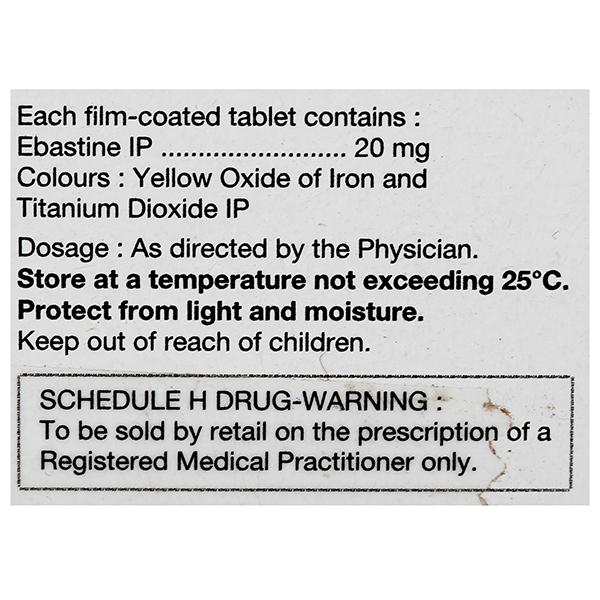 Each film-coated tablet contains :
Ebastine IP ......................... 20 mg
Colours : Yellow Oxide of Iron and
Titanium Dioxide IP
Dosage : As directed by the Physician.
Store at a temperature not exceeding 25°C.
Protect from light and moisture.
Keep out of reach of children.
SCHEDULE H DRUG-WARNING :
To be sold by retail on the prescription of a
Registered Medical Practitioner only.